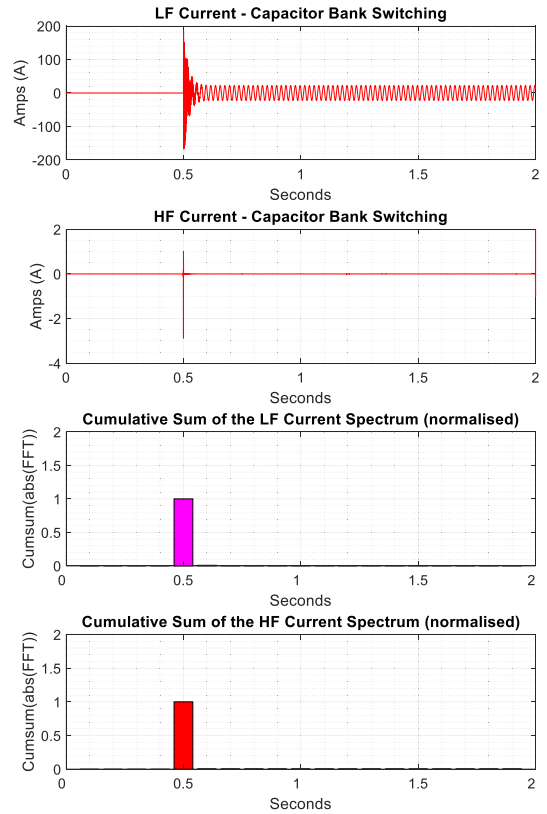 LF Current - Capacitor Bank Switching
200
100
0
-100
-200
Amps (A)
0 0.5 1 1.5 2
Seconds
HF Current - Capacitor Bank Switching
2
0
-2
-4
Amps (A)
0 0.5 1 1.5 2
Seconds
Cumulative Sum of the LF Current Spectrum (normalised)
2
1.5
1
0.5
0
Cumsum(abs(FFT))
0 0.5 1 1.5 2
Seconds
Cumulative Sum of the HF Current Spectrum (normalised)
2
1.5
1
0.5
0
Cumsum(abs(FFT))
0 0.5 1 1.5 2
Seconds